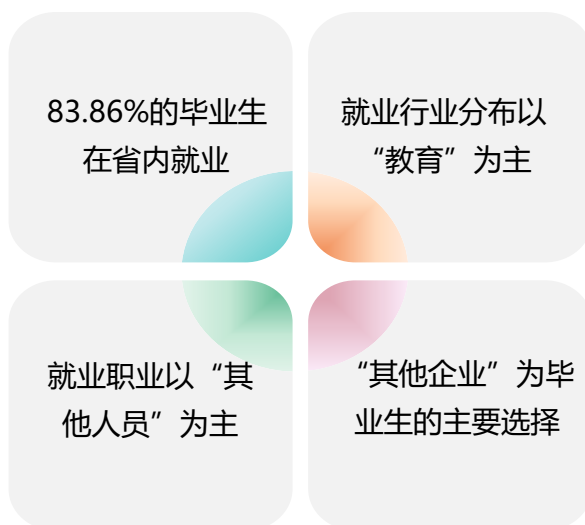 83.86%的毕业生
在省内就业
就业行业分布以
“教育”为主
就业职业以“其
他人员”为主
“其他企业”为毕
业生的主要选择